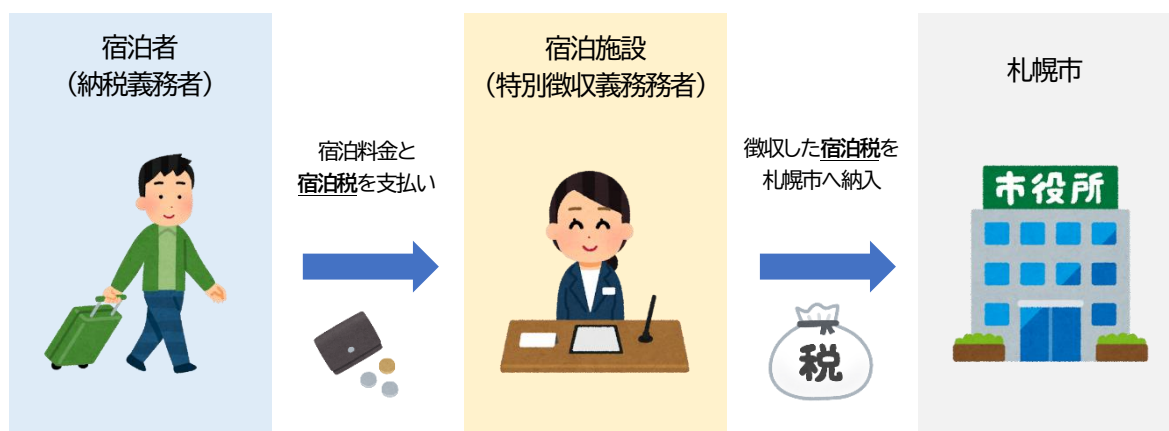 宿泊者
（納税義務者）
宿泊料金と
宿泊税を支払い
宿泊施設
（特別徴収義務務者）
徴収した宿泊税を
札幌市へ納入
税
札幌市
市役所